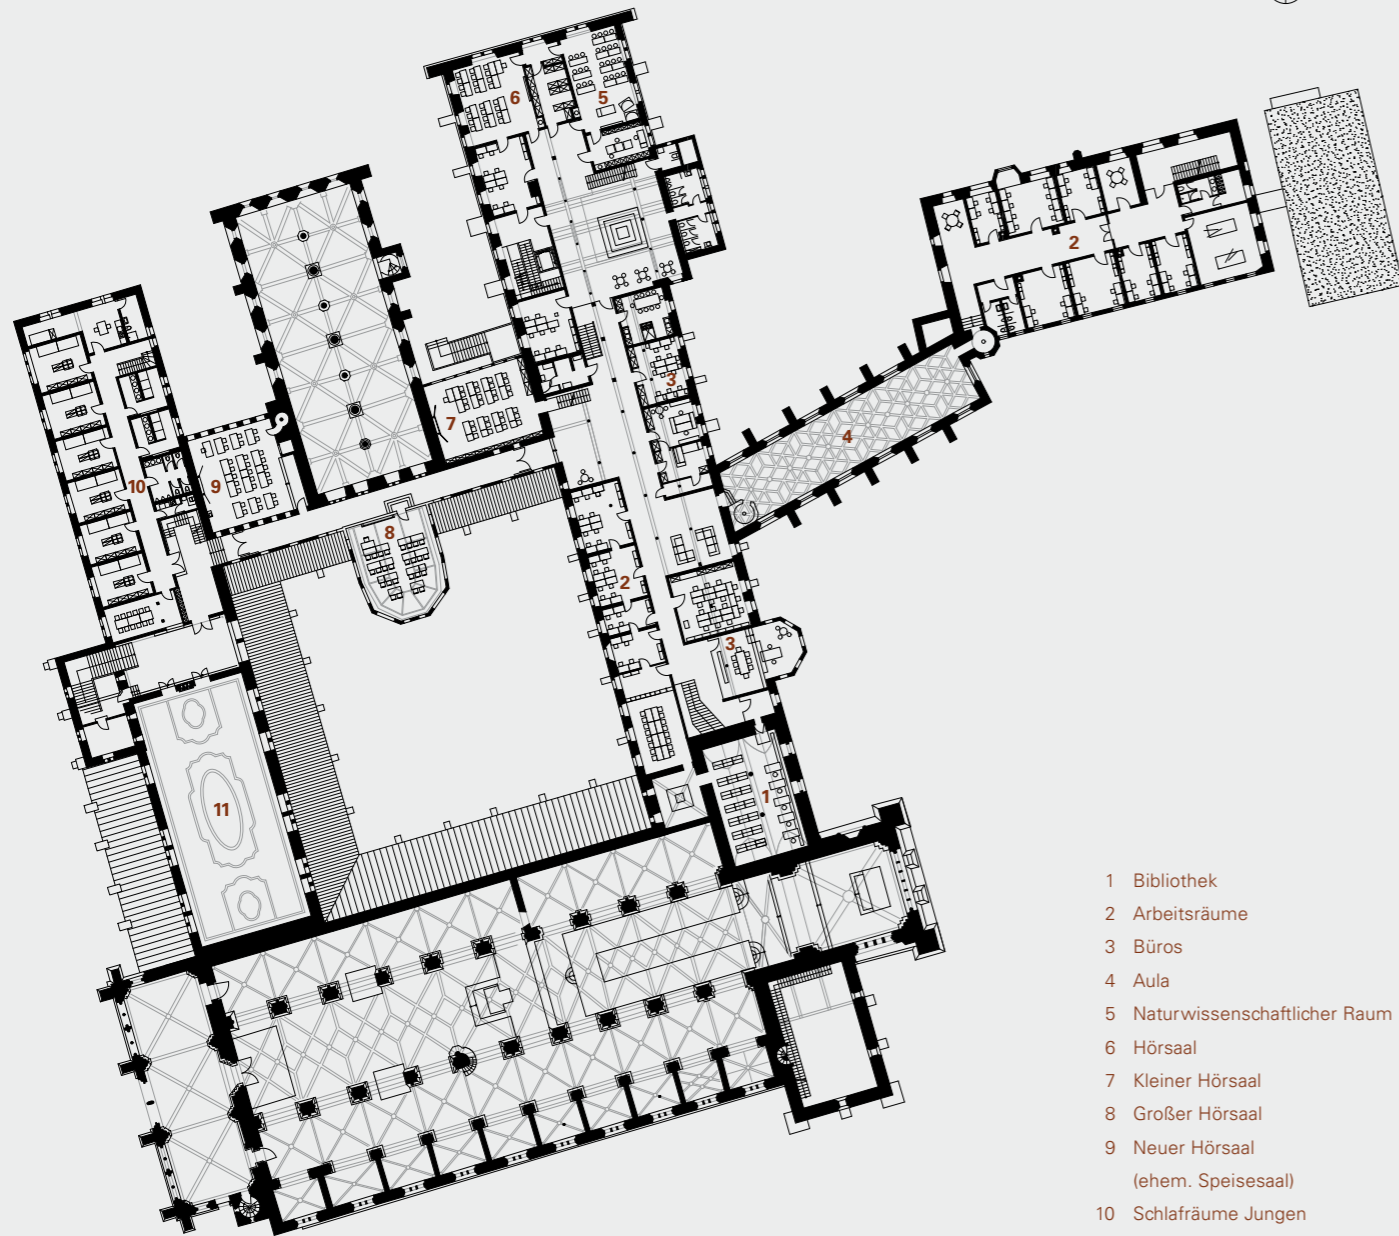 6
5
2
3
7
4
10
9
8
2
3
1
11
1 Bibliothek
2 Arbeitsräume
3 Büros
4 Aula
5 Naturwissenschaftlicher Raum
6 Hörsaal
7 Kleiner Hörsaal
8 Großer Hörsaal
9 Neuer Hörsaal
(ehem. Speisesaal)
10 Schlafräume Jungen